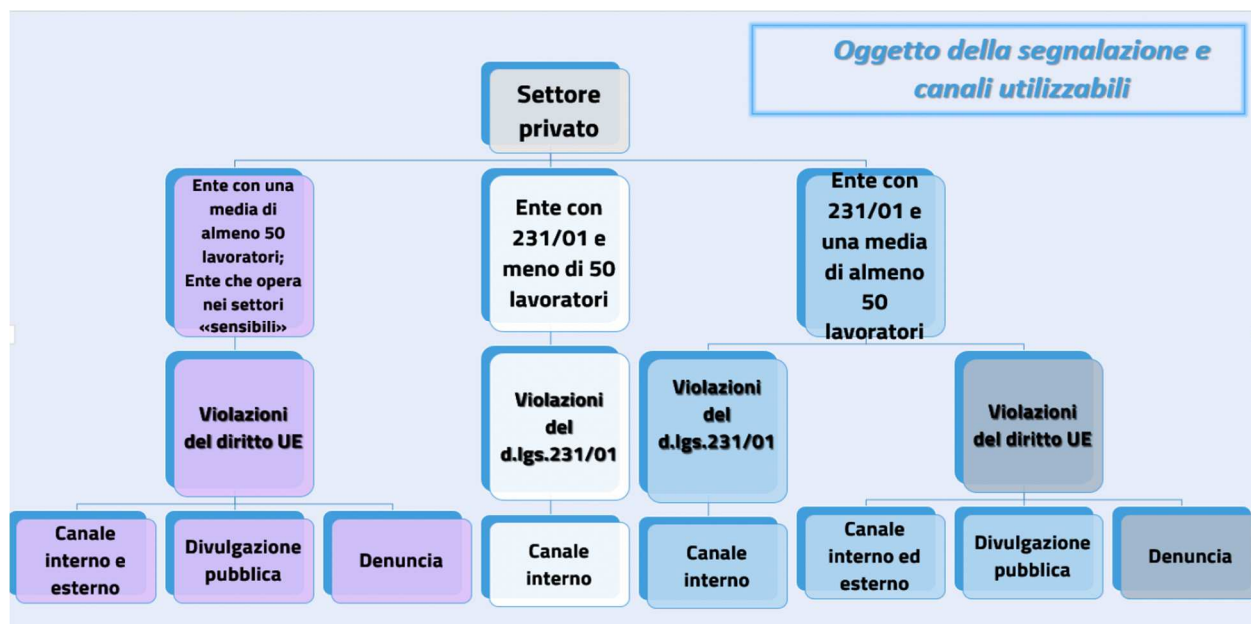 Oggetto della segnalazione e
canali utilizzabili
Settore
privato
Ente con una
media di
almeno 50
lavoratori;
Ente che opera
nei settori
«sensibili»
Ente con
231/01 e
meno di 50
lavoratori
Ente con
231/01 e
una media
di almeno
50
lavoratori
Violazioni
del diritto UE
Violazioni
del
d.lgs.231/01
Violazioni
del
d.lgs.231/01
Violazioni
del diritto UE
Canale
interno e
esterno
Divulgazione
pubblica
Denuncia
Canale
interno
Canale
interno
Canale
interno ed
esterno
Divulgazione
pubblica
Denuncia